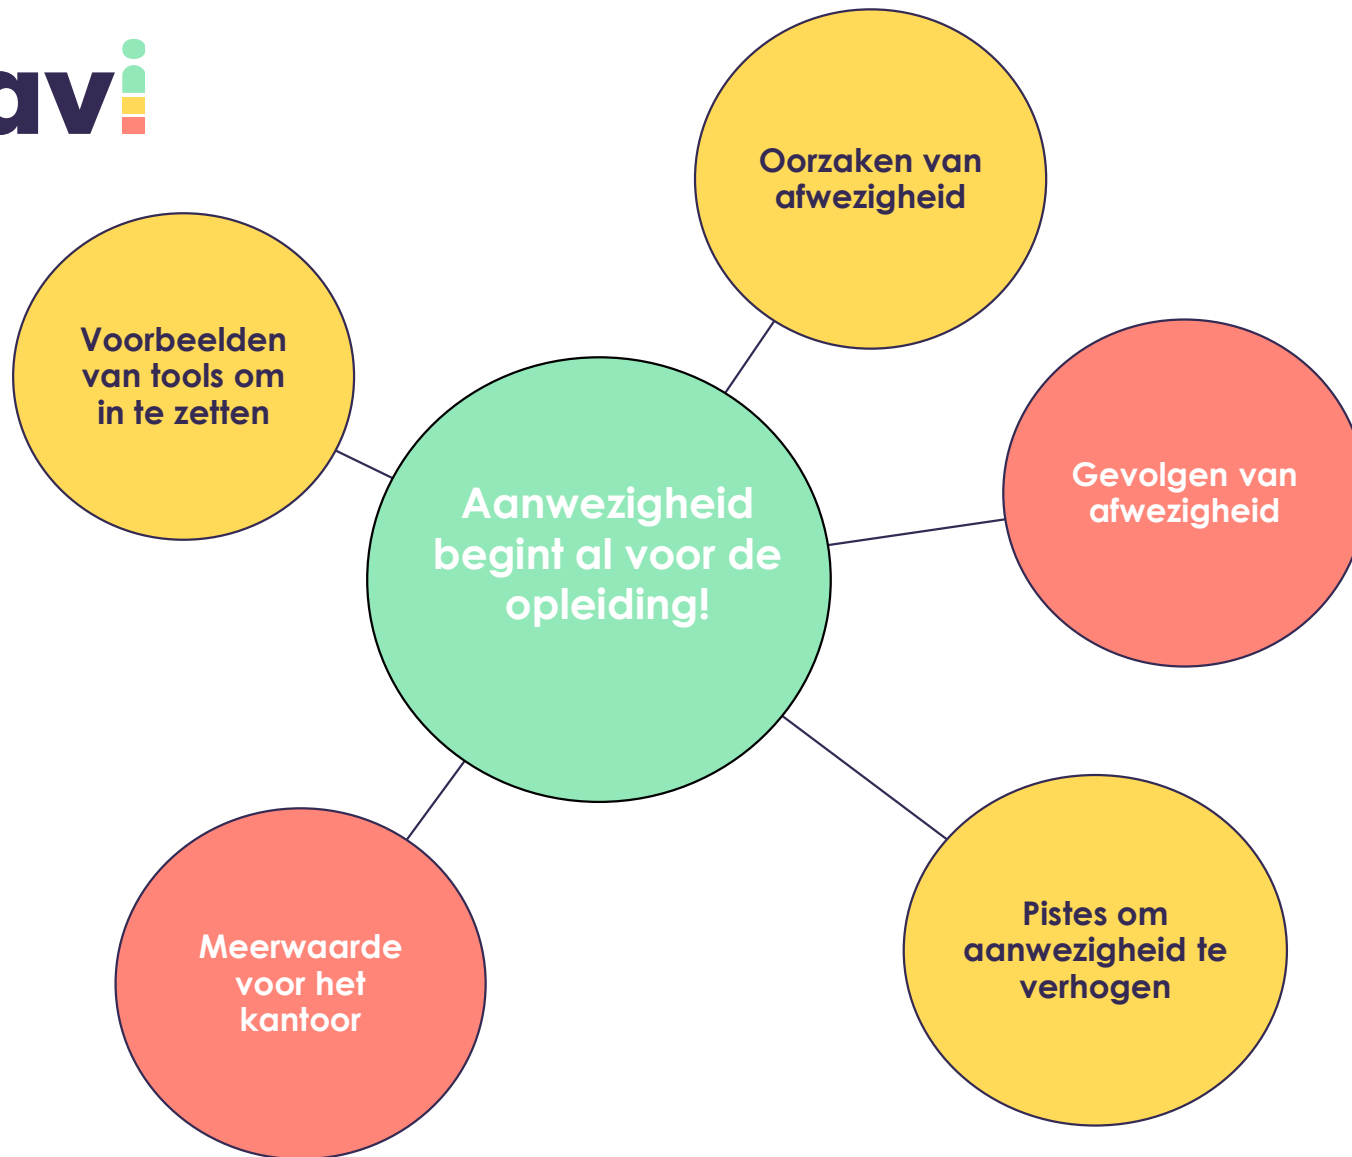 avi
Oorzaken van
afwezigheid
Voorbeelden
van tools om
in te zetten
Gevolgen van
afwezigheid
Aanwezigheid
begint al voor de
opleiding!
Pistes om
aanwezigheid te
verhogen
Meerwaarde
voor het
kantoor